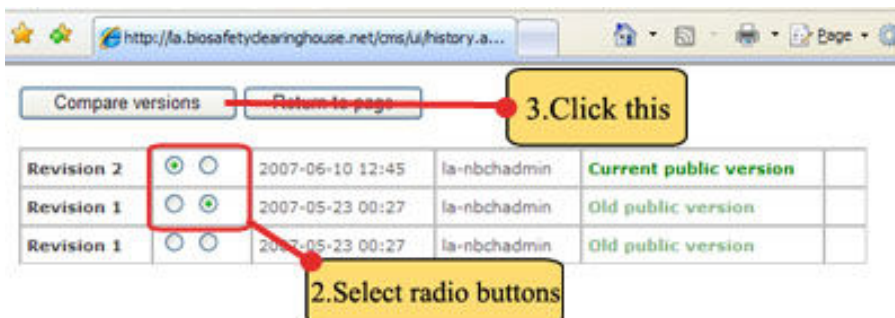 http://la.biosafetyclearinghouse.net/cms/ui/history.a...
Page
Compare versions Return to page
3.Click this
Revision 2 2007-06-10 12:45 la-nbchadmin Current public version
Revision 1 2007-05-23 00:27 la-nbchadmin Old public version
Revision 1 2007-05-23 00:27 la-nbchadmin Old public version
2.Select radio buttons